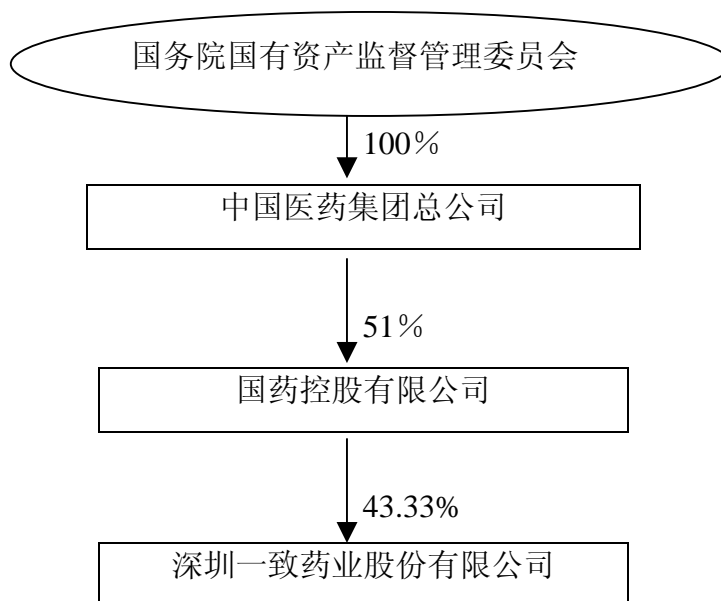 国务院国有资产监督管理委员会
100％
中国医药集团总公司
51％
国药控股有限公司
43.33%
深圳一致药业股份有限公司